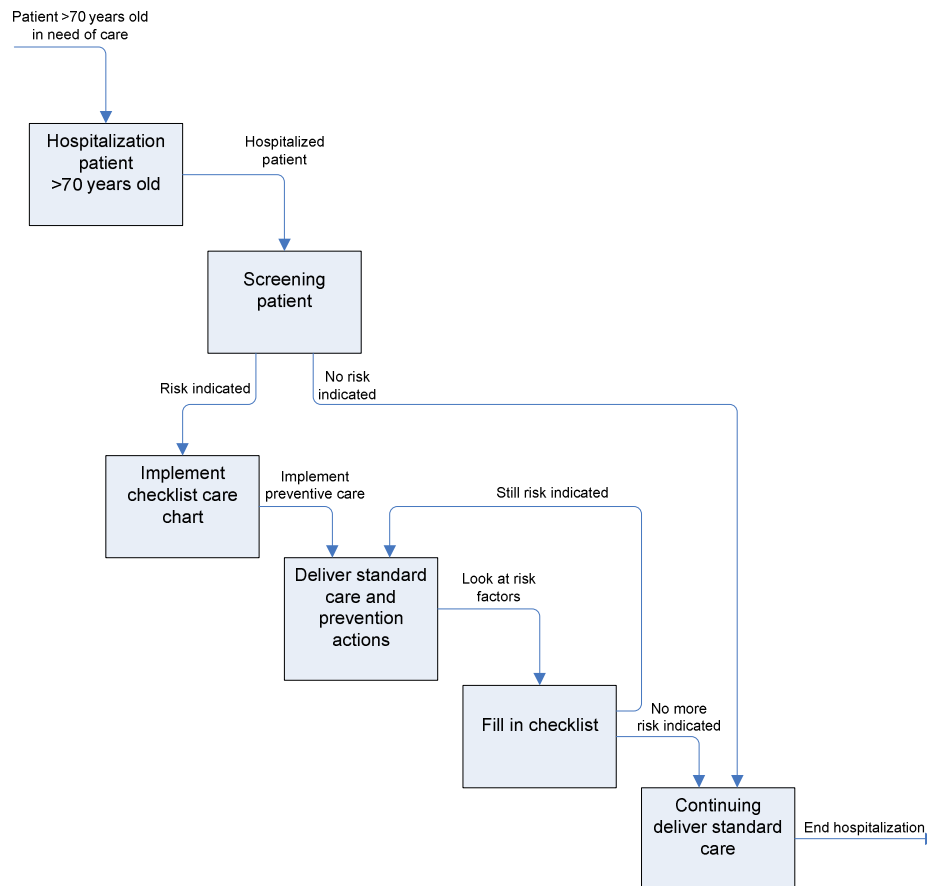 Patient >70 years old
in need of care
Hospitalization
patient
>70 years old
Hospitalized
patient
Screening
patient
Risk indicated
No risk
indicated
Implement
checklist care
chart
Implement
preventive care
Still risk indicated
Deliver standard
care and
prevention
actions
Look at risk
factors
Fill in checklist
No more
risk indicated
Continuing
deliver standard
care
End hospitalization